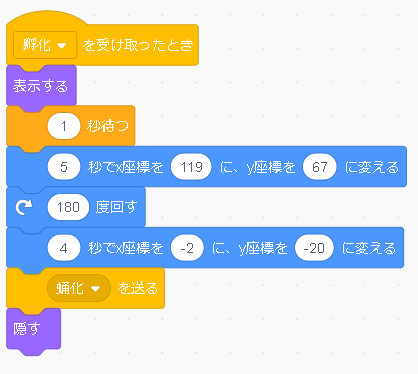 孵化 を受け取ったとき
表示する
1 秒待つ
5 秒でx座標を 119 に、y座標を 67 に変える
180 度回す
4 秒でx座標を -2 に、y座標を -20 に変える
蛹化 を送る
隠す